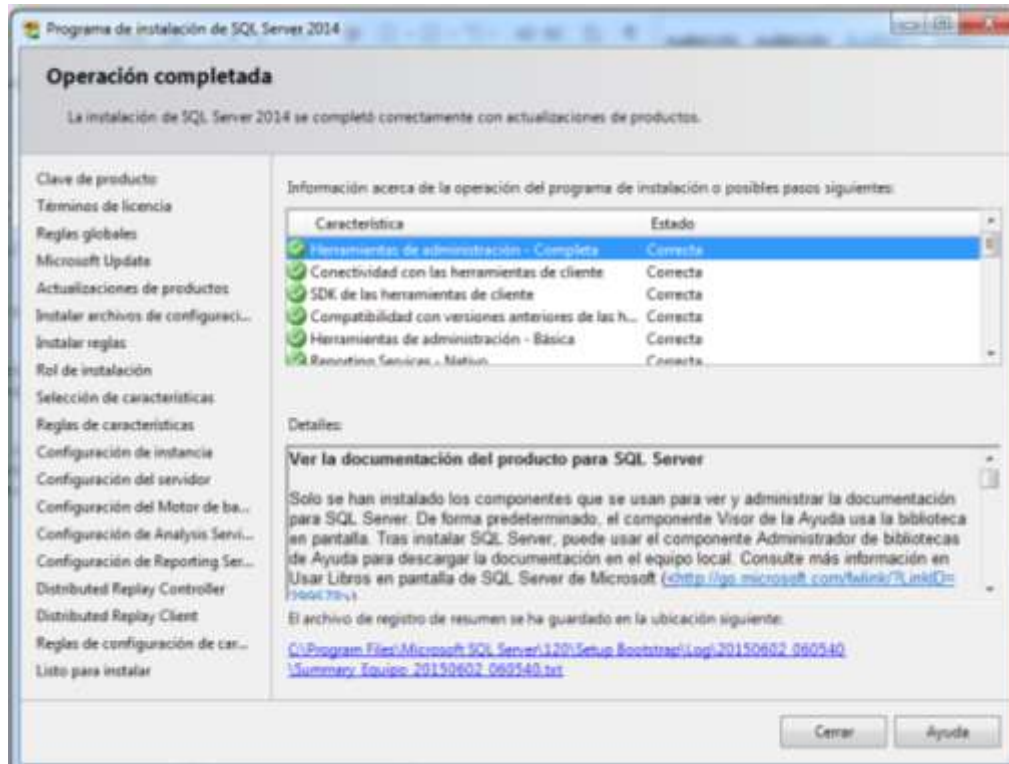 Programa de instalación de SQL Server 2014
Operación completada
La instalación de SQL Server 2014 se completó correctamente con actualizaciones de productos.
Clave de producto
Términos de licencia
Reglas globales
Microsoft Update
Actualizaciones de productos
Instalar archivos de configuraci...
Instalar reglas
Rol de instalación
Selección de características
Reglas de características
Configuración de instancia
Configuración del servidor
Configuración del Motor de ba...
Configuración de Analysis Servi...
Configuración de Reporting Ser...
Distributed Replay Controller
Distributed Replay Client
Reglas de configuración de car...
Listo para instalar
Información acerca de la operación del programa de instalación o posibles pasos siguientes:
Característica Estado
Herramientas de administración - Completa Correcta
Conectividad con las herramientas de cliente Correcta
SDK de las herramientas de cliente Correcta
Compatibilidad con versiones anteriores de las h... Correcta
Herramientas de administración - Básica Correcta
Reporting Services - Nativo Correcta
Detalles:
Ver la documentación del producto para SQL Server
Solo se han instalado los componentes que se usan para ver y administrar la documentación
para SQL Server. De forma predeterminada, el componente Visor de la Ayuda usa la biblioteca
en pantalla. Tras instalar SQL Server, puede usar el componente Administrador de bibliotecas
de Ayuda para descargar la documentación en el equipo local. Consulte más información en
Usar Libros en pantalla de SQL Server de Microsoft (<http://go.microsoft.com/fwlink/?LinkID=
El archivo de registro de resumen se ha guardado en la ubicación siguiente:
C:\Program Files\Microsoft SQL Server\120\Setup Bootstrap\Log\20150602_060540
\Summary_Equipo_20150602_060540.txt
Cerrar Ayuda